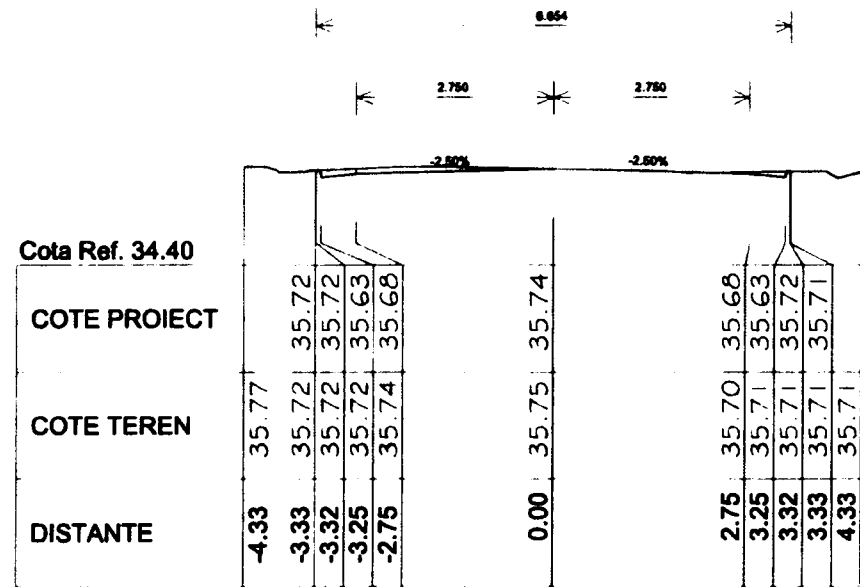 6.654
2.750 2.750
-2.50% -2.50%
Cota Ref. 34.40
COTE PROIECT 35.72 35.72 35.63 35.68 35.74 35.68 35.63 35.72 35.71
COTE TEREN 35.77 35.72 35.72 35.72 35.74 35.75 35.70 35.71 35.71 35.71 35.71
DISTANTE -4.33 -3.33 -3.32 -3.25 -2.75 0.00 2.75 3.25 3.32 3.33 4.33